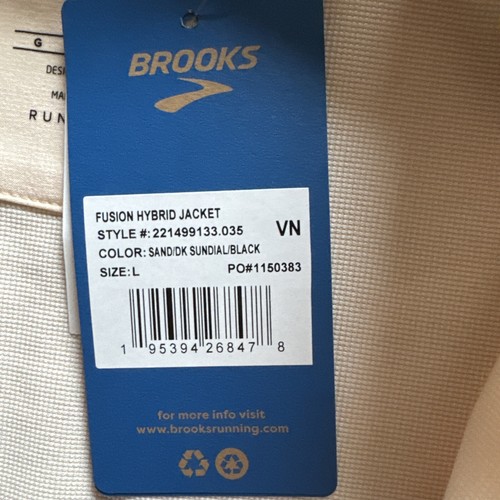 G
MA
RUN
BROOKS
FUSION HYBRID JACKET
STYLE #: 221499133.035 VN
COLOR: SAND/DK SUNDIAL/BLACK
SIZE: L PO#1150383
1 95394 26847 8
for more info visit
www.brooksrunning.com